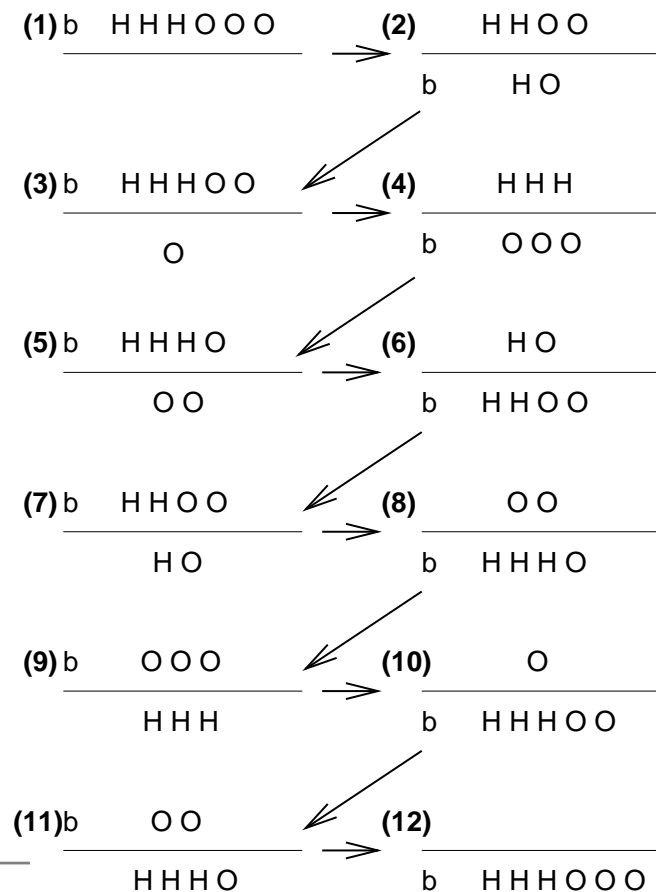 (1) b H H H O O O (2) H H O O
b H O
(3) b H H H O O (4) H H H
O b O O O
(5) b H H H O (6) H O
O O b H H O O
(7) b H H O O (8) O O
H O b H H H O
(9) b O O O (10) O
H H H b H H H O O
(11) b O O (12)
H H H O b H H H O O O